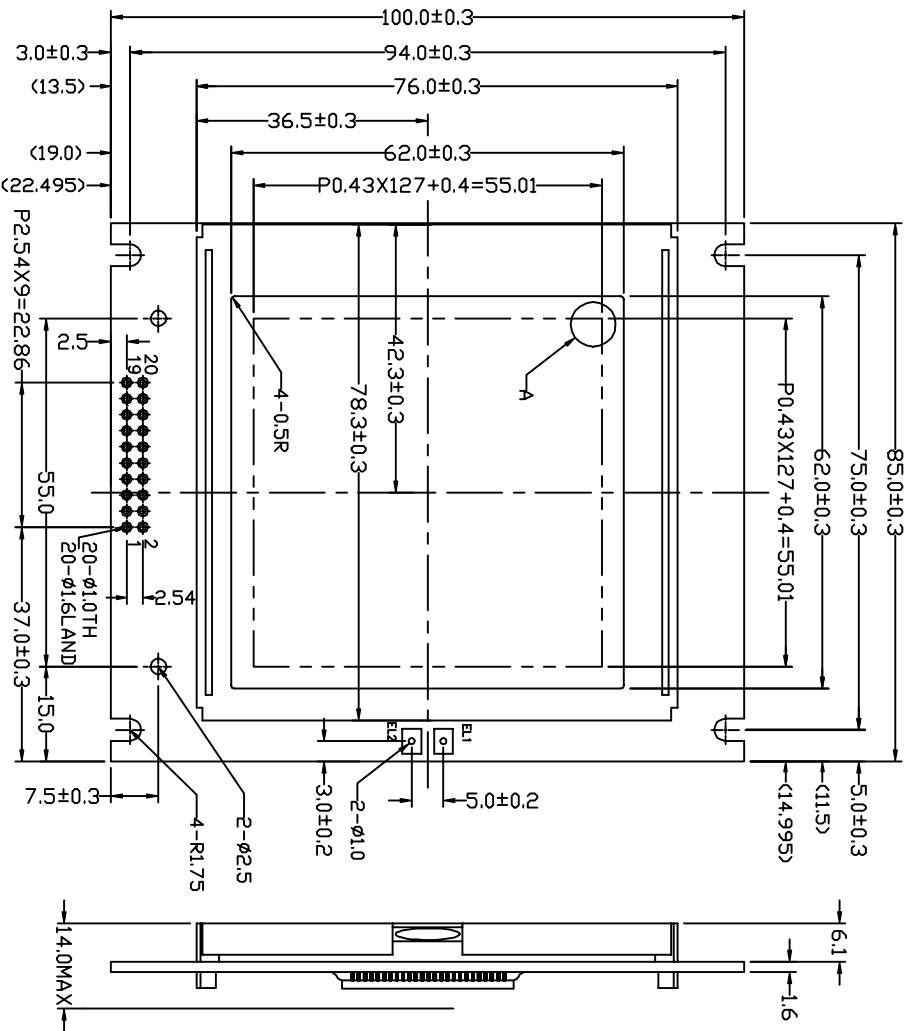 100.0±0.3
3.0±0.3
94.0±0.3
(13.5)
76.0±0.3
36.5±0.3
(19.0)
62.0±0.3
(22.495)
P0.43X127+0.4=55.01
P2.54X9=22.86
2.5
19
20
55.0
1
2
20-ø1.0TH
20-ø1.6LAND
2.54
37.0±0.3
15.0
7.5±0.3
4-R1.75
2-ø2.5
4-0.5R
42.3±0.3
78.3±0.3
A
P0.43X127+0.4=55.01
62.0±0.3
75.0±0.3
85.0±0.3
EL2
EL1
3.0±0.2
2-ø1.0
5.0±0.2
(14.995)
(11.5)
5.0±0.3
14.0MAX
6.1
1.6